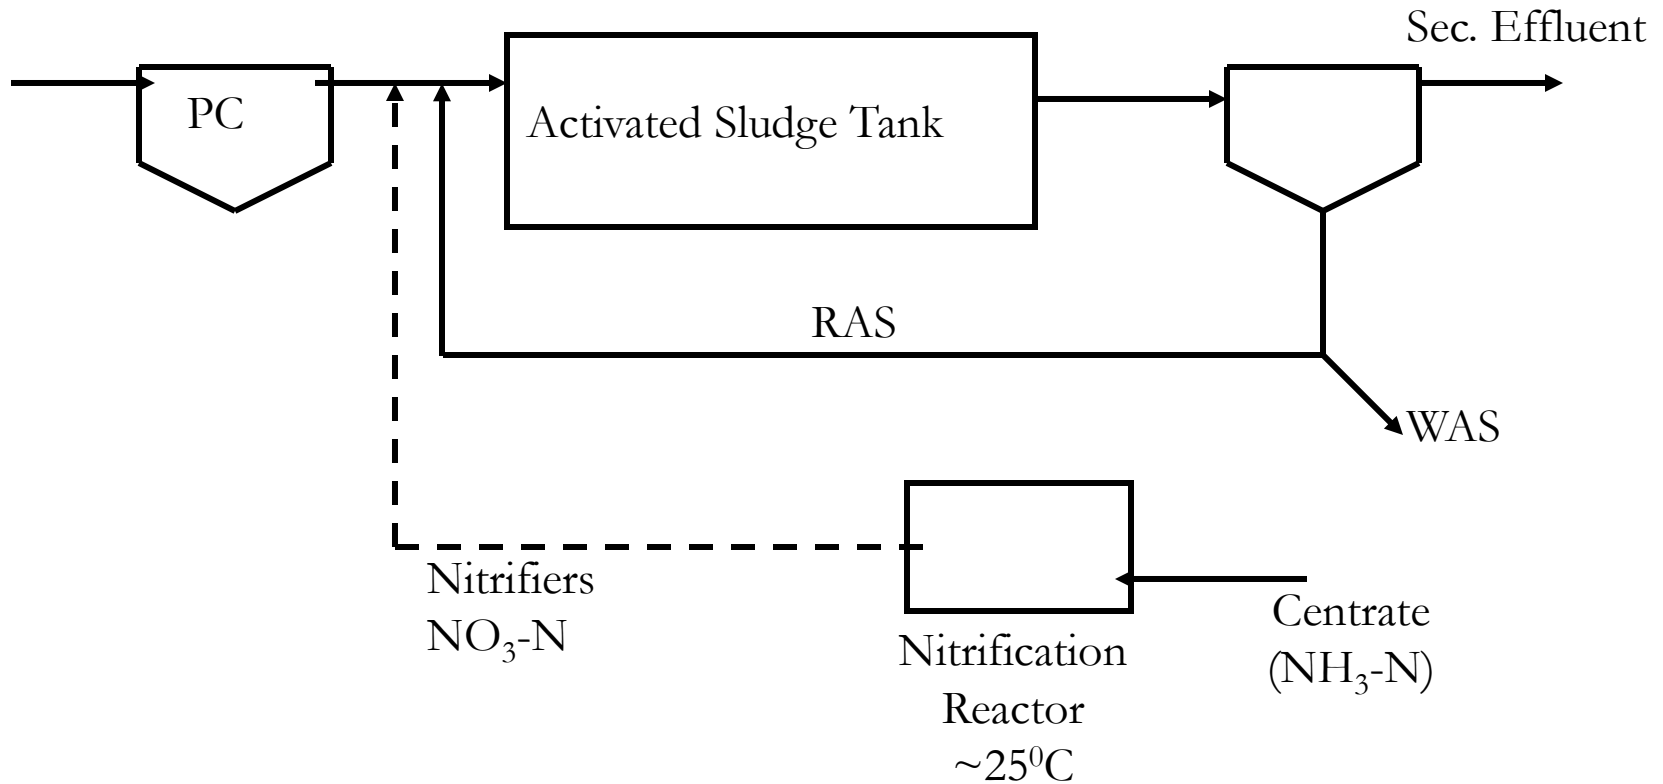 Sec. Effluent
PC
Activated Sludge Tank
RAS
WAS
Nitrifiers
NO₃-N
Nitrification
Reactor
~25⁰C
Centrate
(NH₃-N)